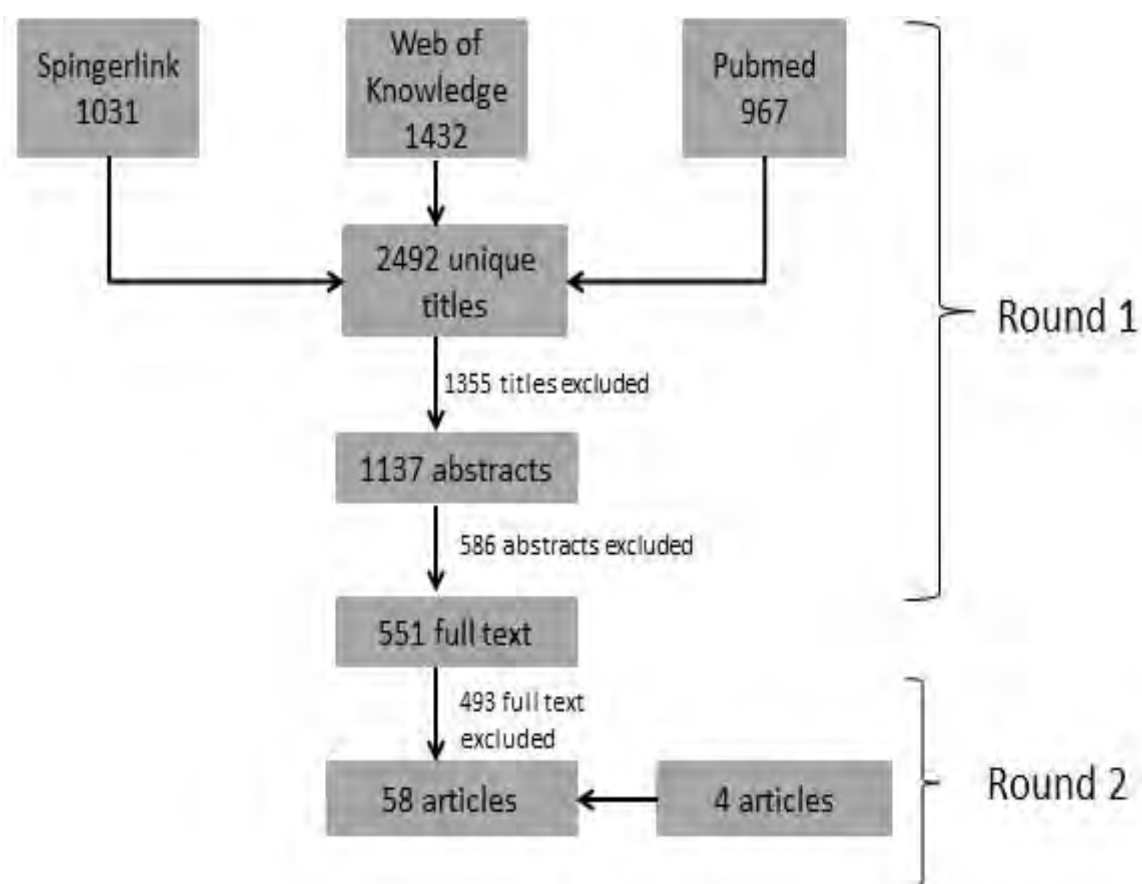 Spingerlink
1031
Web of
Knowledge
1432
Pubmed
967
2492 unique
titles
1355 titles excluded
1137 abstracts
586 abstracts excluded
551 full text
Round 1
493 full text
excluded
58 articles
4 articles
Round 2